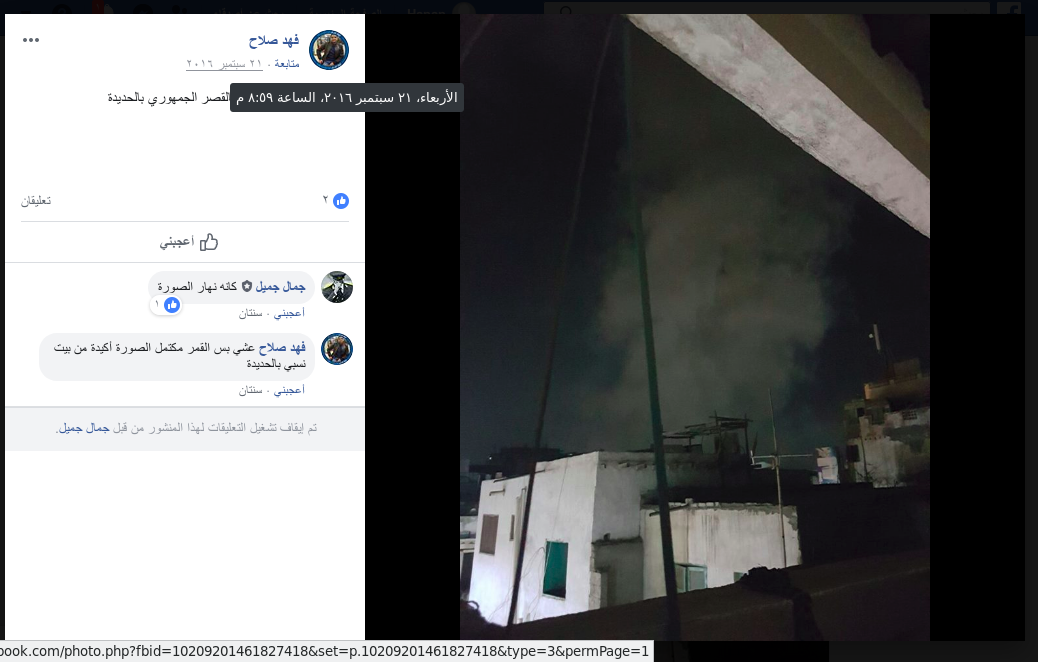 فهد صلاح
متابعة · ٢١ سبتمبر ٢٠١٦
الأربعاء، ٢١ سبتمبر ٢٠١٦، الساعة ٨:٥٩ م
القصر الجمهوري بالحديدة
٢
تعليقان
أعجبني
جمال جميل كانه نهار الصورة
١
أعجبني · سنتان
فهد صلاح عشي بس القمر مكتمل الصورة أكيدة من بيت
نسبي بالحديدة
أعجبني · سنتان
تم إيقاف تشغيل التعليقات لهذا المنشور من قبل جمال جميل.
book.com/photo.php?fbid=10209201461827418&set=p.10209201461827418&type=3&permPage=1